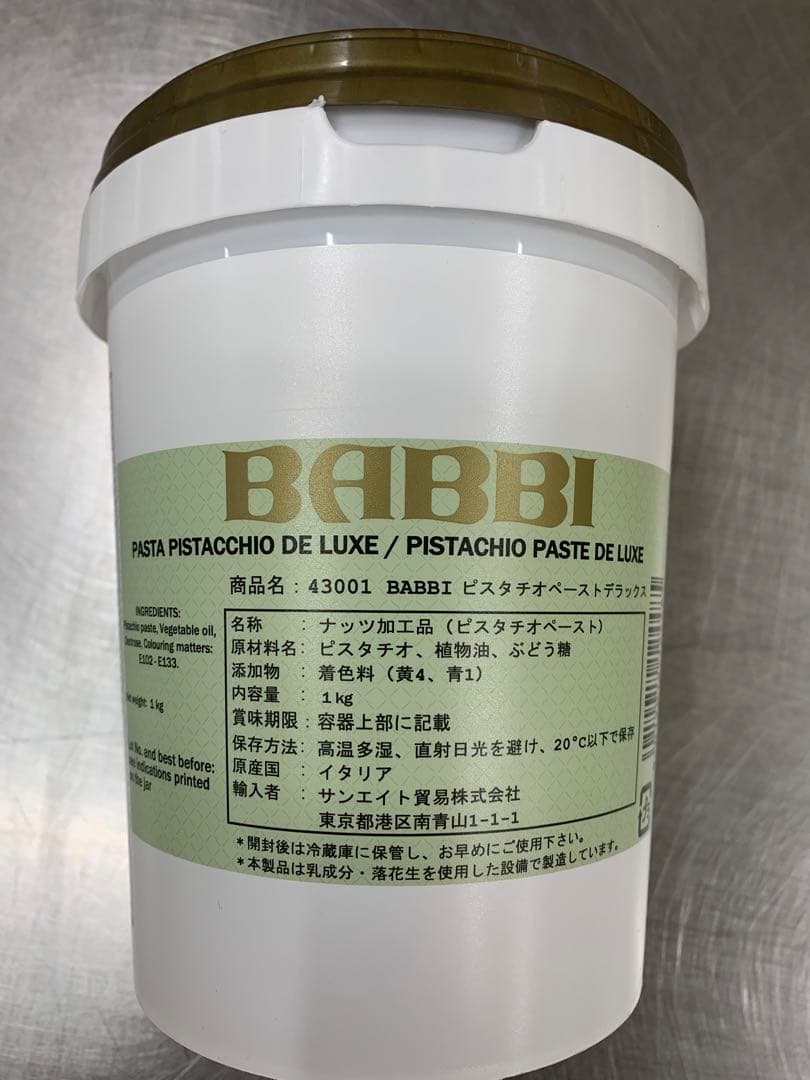 BABBI
PASTA PISTACCHIO DE LUXE / PISTACHIO PASTE DE LUXE
商品名：43001 BABBI ピスタチオペーストデラックス
INGREDIENTS:
paste, Vegetable oil,
Colouring matters:
E102 - E133.
weight: 1 kg
No. and best before:
indications printed
the jar
名称 ：ナッツ加工品（ピスタチオペースト）
原材料名：ピスタチオ、植物油、ぶどう糖
添加物 ：着色料（黄4、青1）
内容量 ：1kg
賞味期限：容器上部に記載
保存方法：高温多湿、直射日光を避け、20°C以下で保存
原産国 ：イタリア
輸入者 ：サンエイト貿易株式会社
東京都港区南青山1-1-1
*開封後は冷蔵庫に保管し、お早めにご使用下さい。
*本製品は乳成分・落花生を使用した設備で製造しています。